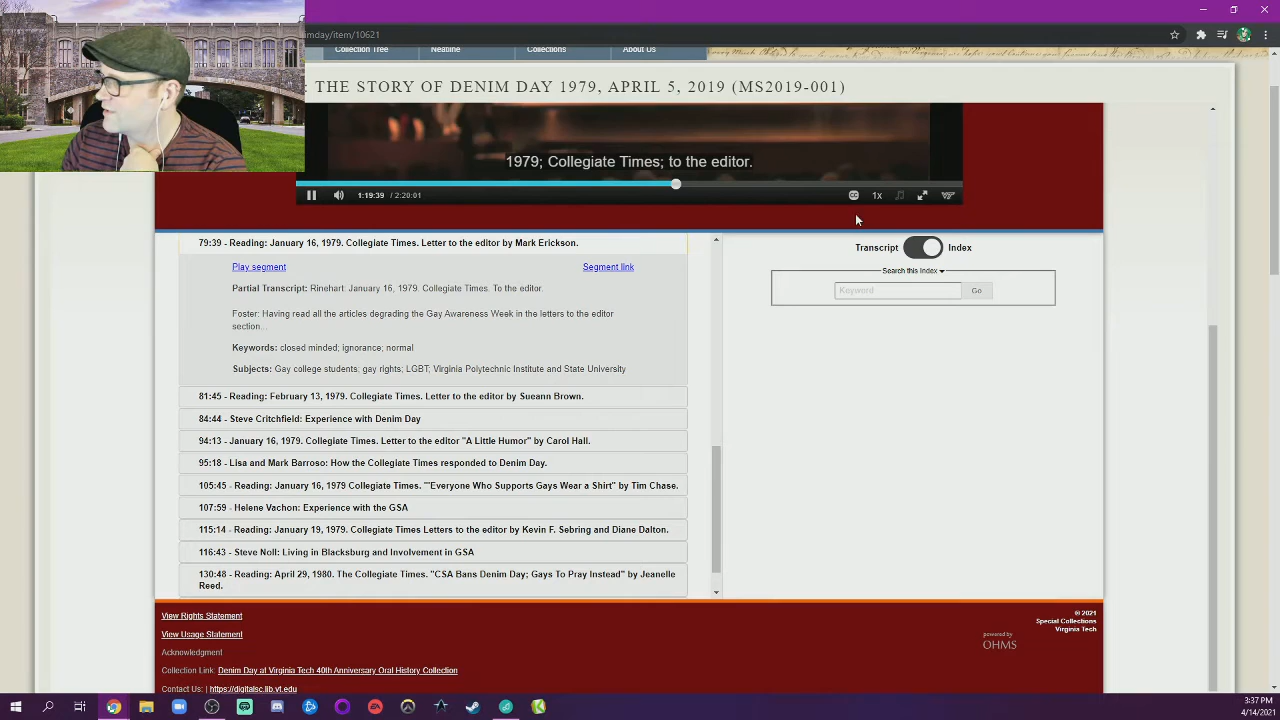 mday/item/10621
Collection Tree Neatline Collections About Us
: THE STORY OF DENIM DAY 1979, APRIL 5, 2019 (MS2019-001)
1979; Collegiate Times; to the editor.
1:19:39 / 2:20:01 CC 1x
79:39 - Reading: January 16, 1979. Collegiate Times. Letter to the editor by Mark Erickson.
Play segment Segment link
Partial Transcript: Rinehart: January 16, 1979. Collegiate Times. To the editor.
Foster: Having read all the articles degrading the Gay Awareness Week in the letters to the editor
section...
Keywords: closed minded; ignorance; normal
Subjects: Gay college students; gay rights; LGBT; Virginia Polytechnic Institute and State University
81:45 - Reading: February 13, 1979. Collegiate Times. Letter to the editor by Sueann Brown.
84:44 - Steve Critchfield: Experience with Denim Day
94:13 - January 16, 1979. Collegiate Times. Letter to the editor "A Little Humor" by Carol Hall.
95:18 - Lisa and Mark Barroso: How the Collegiate Times responded to Denim Day.
105:45 - Reading: January 16, 1979 Collegiate Times. ""Everyone Who Supports Gays Wear a Shirt" by Tim Chase.
107:59 - Helene Vachon: Experience with the GSA
115:14 - Reading: January 19, 1979. Collegiate Times Letters to the editor by Kevin F. Sebring and Diane Dalton.
116:43 - Steve Noll: Living in Blacksburg and Involvement in GSA
130:48 - Reading: April 29, 1980. The Collegiate Times. "CSA Bans Denim Day; Gays To Pray Instead" by Jeanelle
Reed.
Transcript Index
Search this Index
Keyword Go
View Rights Statement
View Usage Statement
Acknowledgment
Collection Link: Denim Day at Virginia Tech 40th Anniversary Oral History Collection
Contact Us: | https://digitalsc.lib.vt.edu
© 2021
Special Collections
Virginia Tech
powered by
OHMS
3:37 PM
4/14/2021